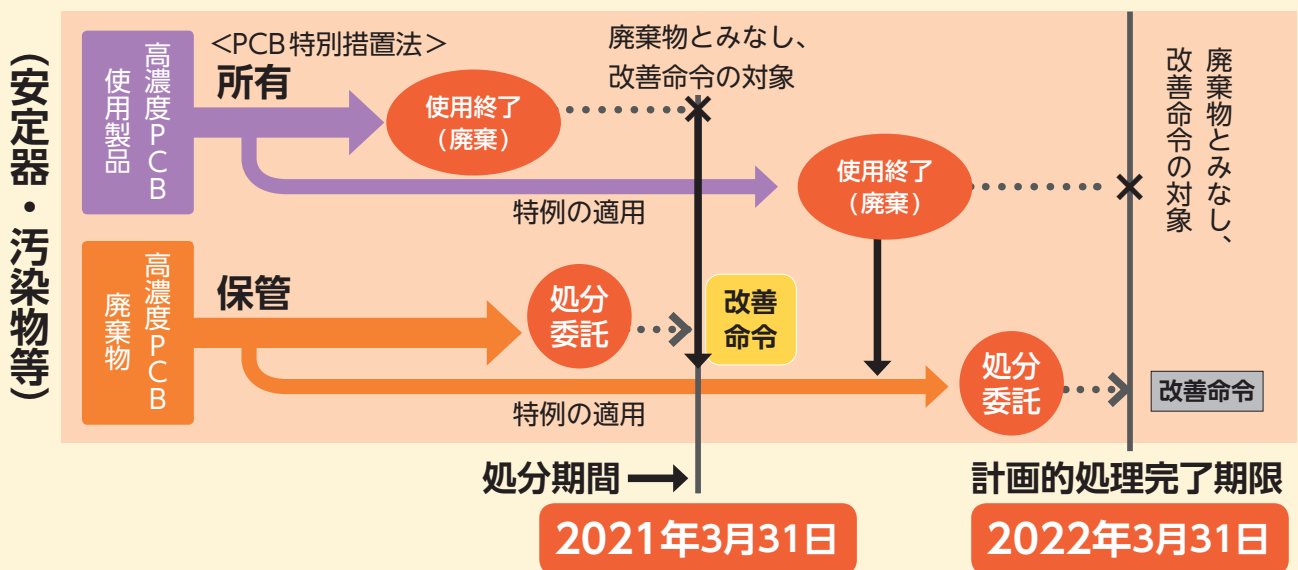 (安定器・汚染物等)
高濃度PCB
使用製品
<PCB特別措置法>
所有
使用終了
(廃棄)
廃棄物とみなし、
改善命令の対象
特例の適用
使用終了
(廃棄)
廃棄物とみなし、
改善命令の対象
高濃度PCB
廃棄物
保管
処分
委託
改善
命令
特例の適用
処分
委託
改善命令
処分期間
2021年3月31日
計画的処理完了期限
2022年3月31日